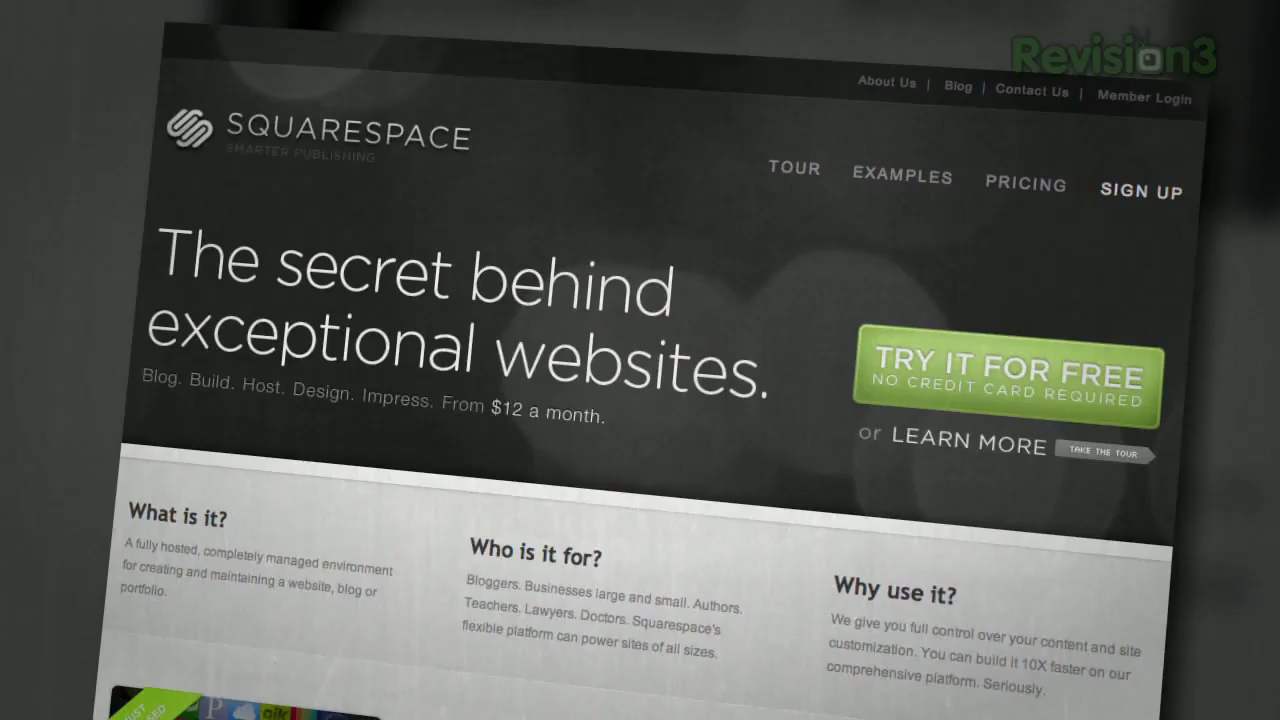 Revision3
About Us | Blog | Contact Us | Member Login
SQUARESPACE
SMARTER PUBLISHING
TOUR EXAMPLES PRICING SIGN UP
The secret behind
exceptional websites.
Blog. Build. Host. Design. Impress. From $12 a month.
TRY IT FOR FREE
NO CREDIT CARD REQUIRED
or LEARN MORE TAKE THE TOUR
What is it?
A fully hosted, completely managed environment
for creating and maintaining a website, blog or
portfolio.
Who is it for?
Bloggers. Businesses large and small. Authors.
Teachers. Lawyers. Doctors. Squarespace's
flexible platform can power sites of all sizes.
Why use it?
We give you full control over your content and site
customization. You can build it 10X faster on our
comprehensive platform. Seriously.